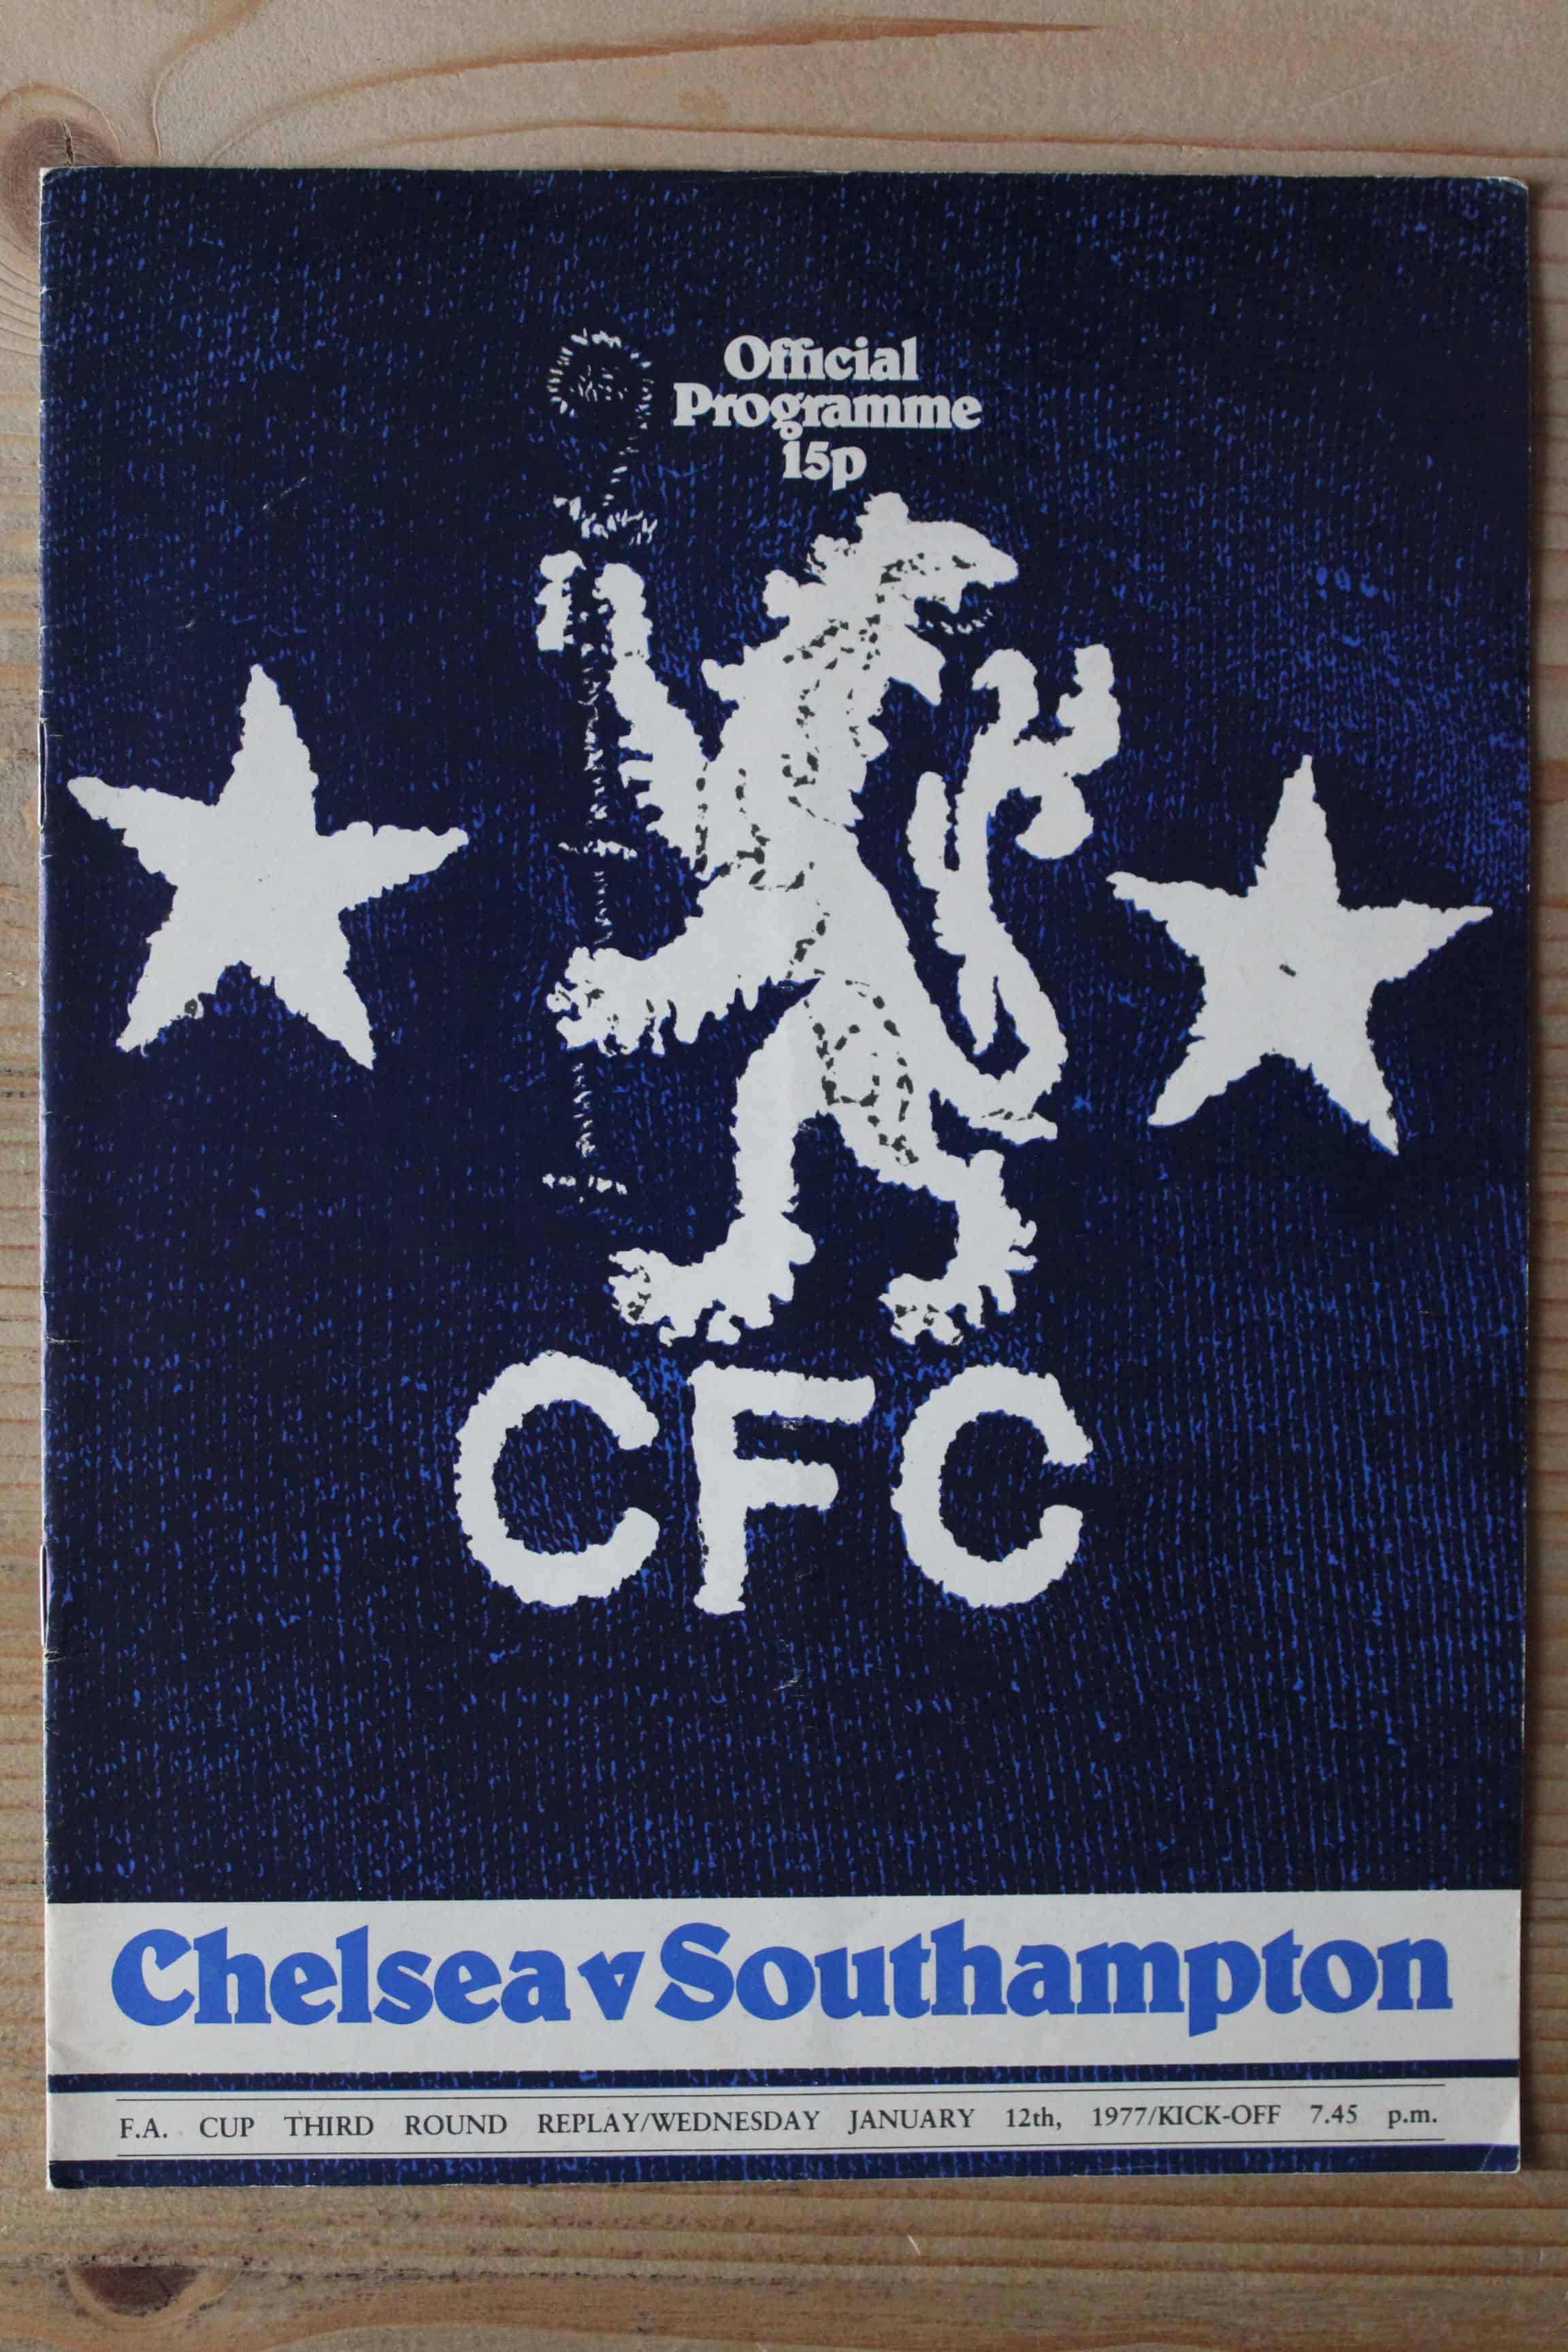 Official
Programme
15p
CFC
Chelsea v Southampton
F.A. CUP THIRD ROUND REPLAY/WEDNESDAY JANUARY 12th, 1977/KICK-OFF 7.45 p.m.